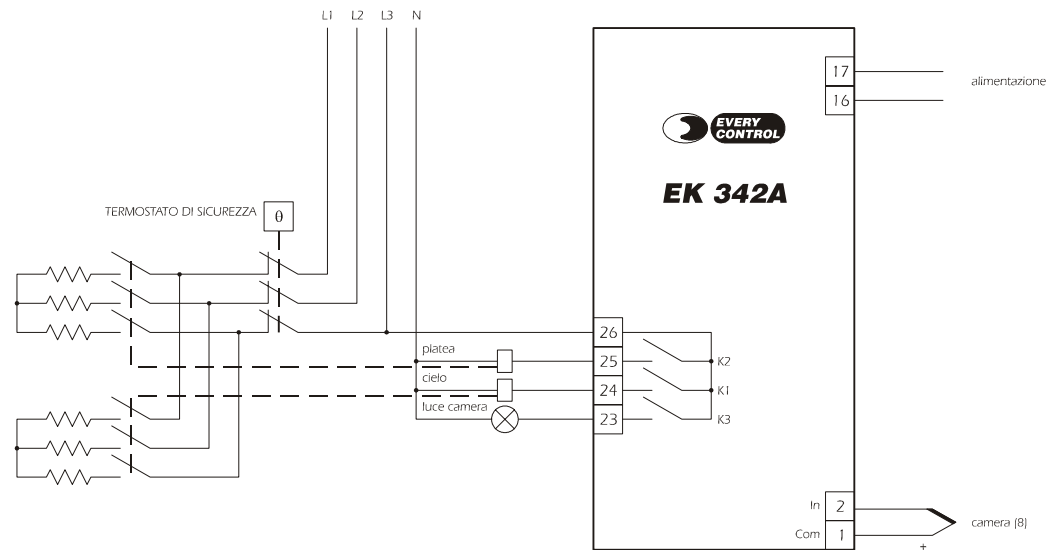 L1 L2 L3 N
17
alimentazione
16
EVERY
CONTROL
EK 342A
TERMOSTATO DI SICUREZZA θ
26
platea
25 K2
cielo
24 K1
luce camera
23 K3
In 2
camera (8)
Com 1
+